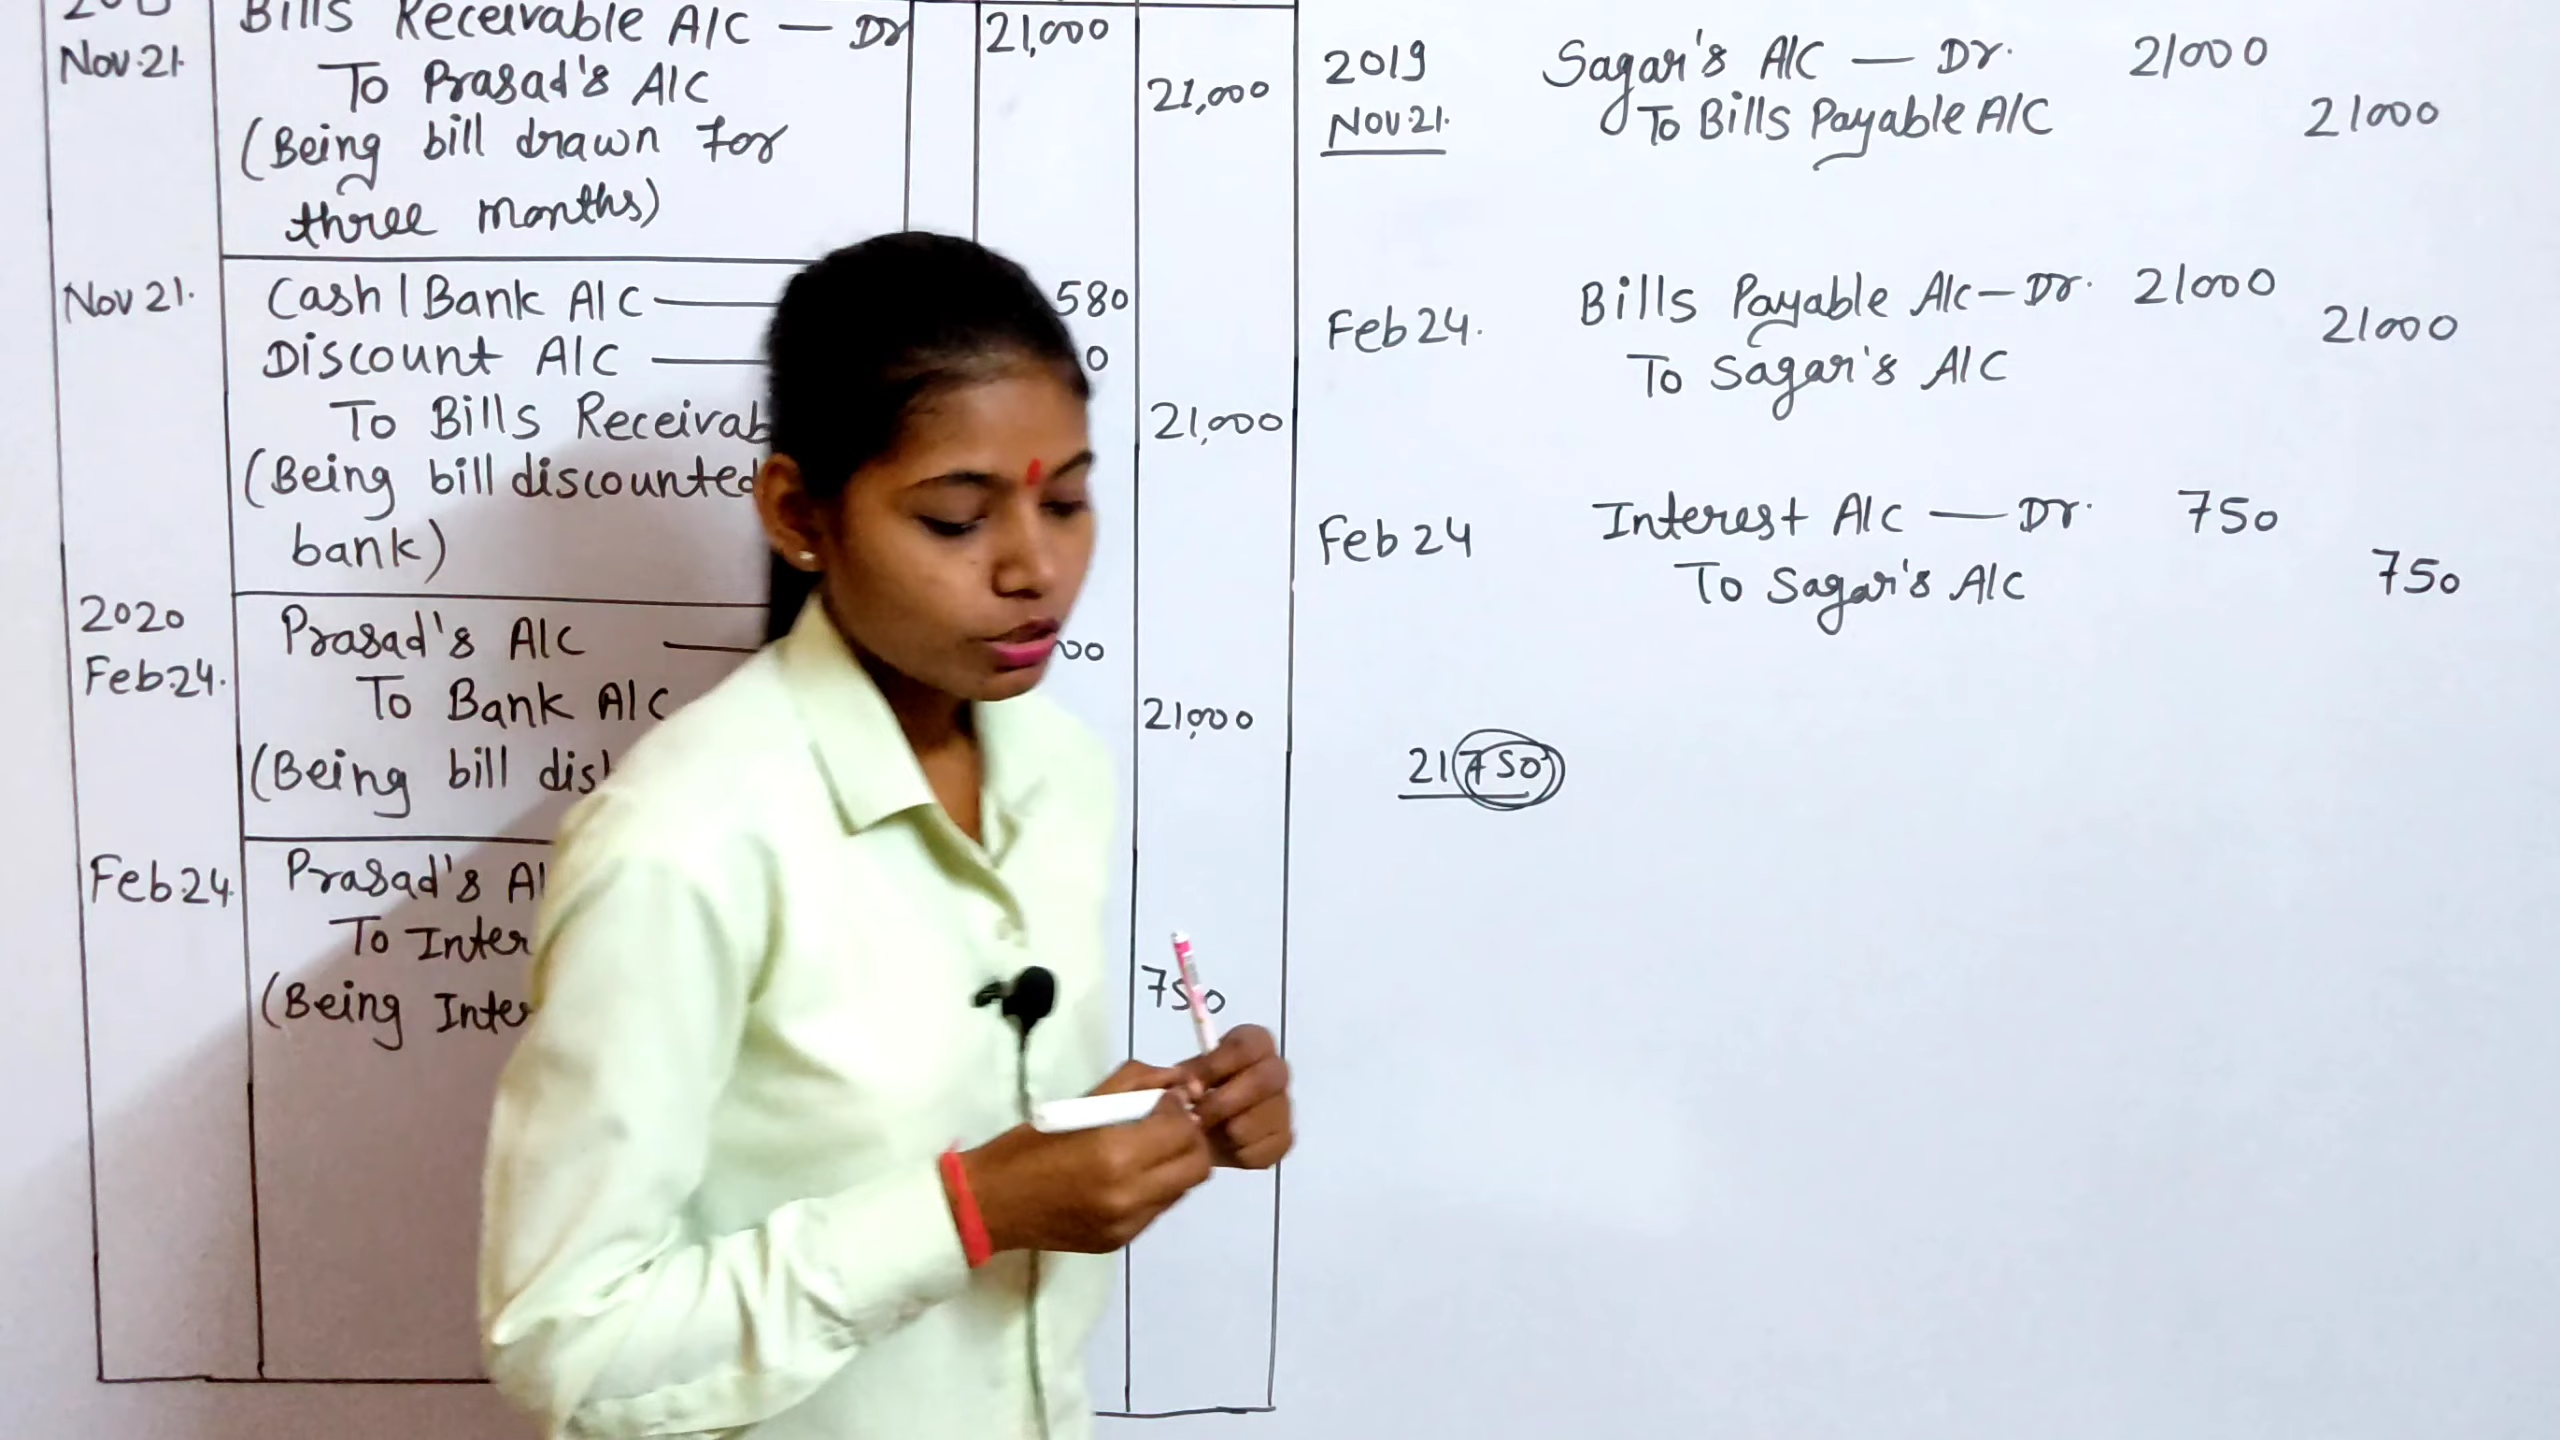 Nov.21.
Bills Receivable A/C — Dr 21,000
To Prasad's A/C 21,000
(Being bill drawn for
three months)
Nov 21. Cash/Bank A/C — 580
Discount A/C — 0
To Bills Receivab 21,000
(Being bill discounted
bank)
2020
Feb.24. Prasad's A/C — 00
To Bank A/C 21,000
(Being bill dis
Feb.24. Prasad's A/
To Inter 750
(Being Inter
2019 Sagar's A/C — Dr. 21000
Nov.21. To Bills Payable A/C 21000
Feb 24. Bills Payable A/c — Dr. 21000
To Sagar's A/C 21000
Feb 24 Interest A/c — Dr. 750
To Sagar's A/C 750
21750